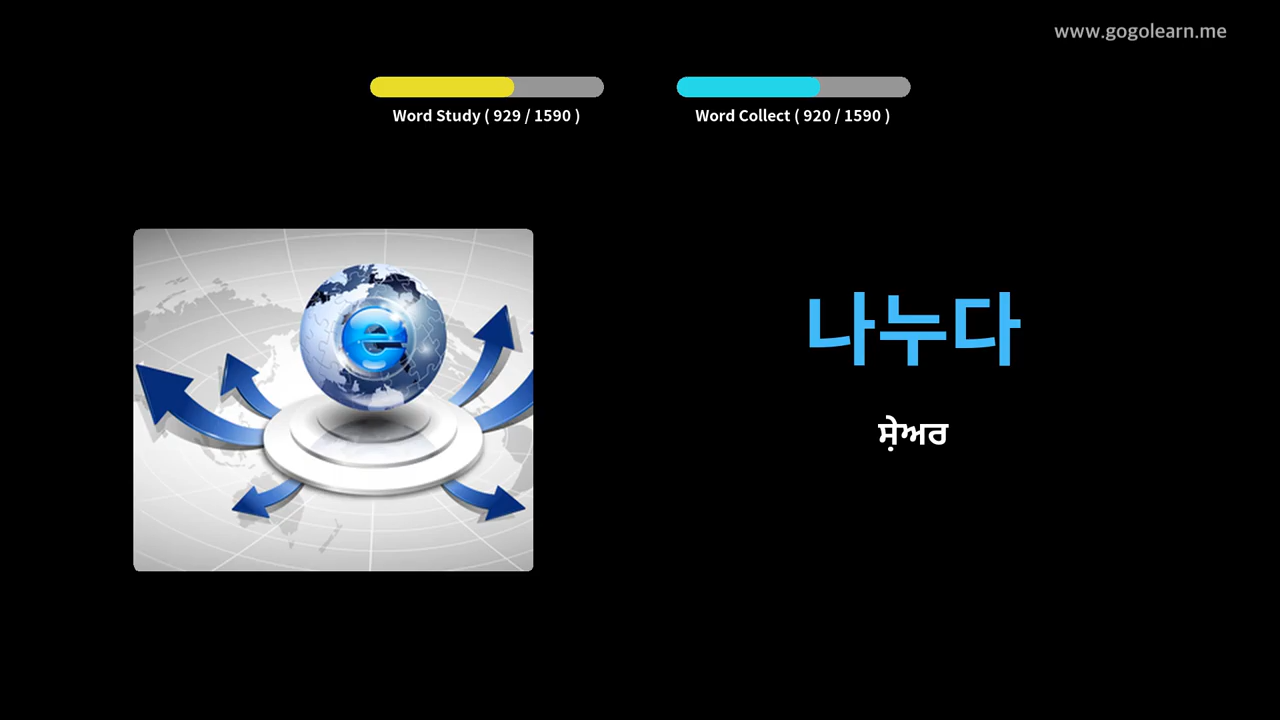 www.gogolearn.me
Word Study ( 929 / 1590 )
Word Collect ( 920 / 1590 )
e
나누다
ਸ਼ੇਅਰ